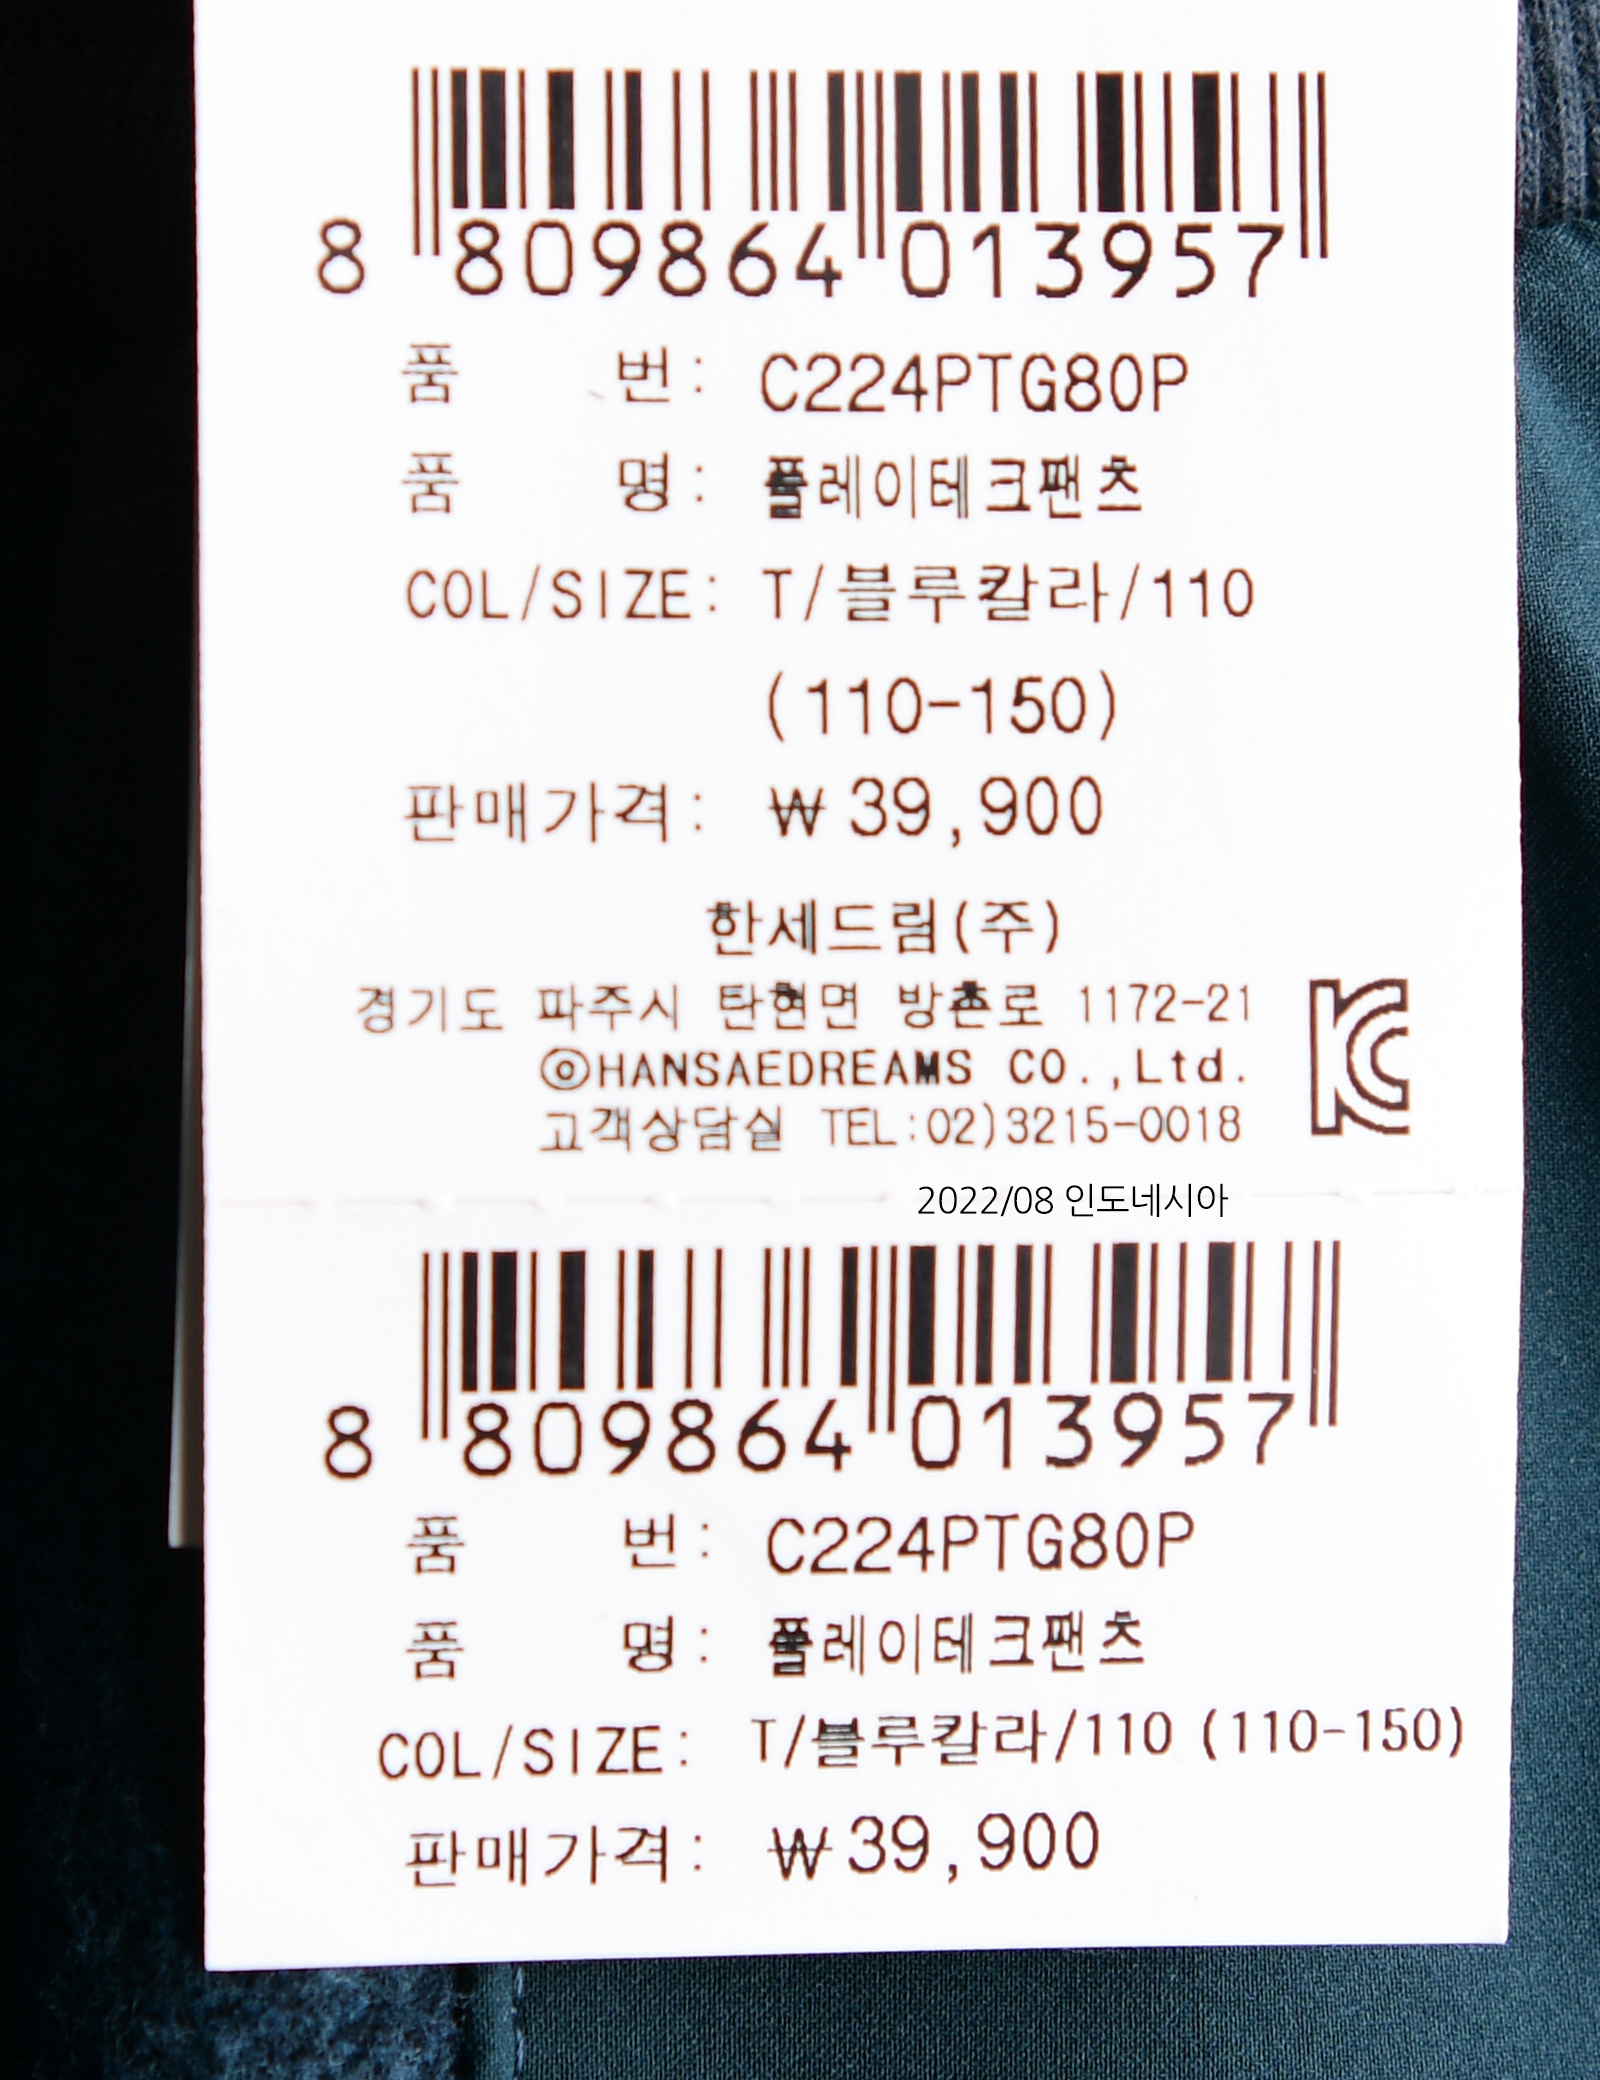 8 809864 013957
품 번: C224PTG80P
품 명: 플레이테크팬츠
COL/SIZE: T/블루칼라/110
(110-150)
판매가격: ₩39,900
한세드림(주)
경기도 파주시 탄현면 방촌로 1172-21
ⓒHANSAEDREAMS CO.,Ltd.
고객상담실 TEL:02)3215-0018
KC
2022/08 인도네시아
8 809864 013957
품 번: C224PTG80P
품 명: 플레이테크팬츠
COL/SIZE: T/블루칼라/110 (110-150)
판매가격: ₩39,900